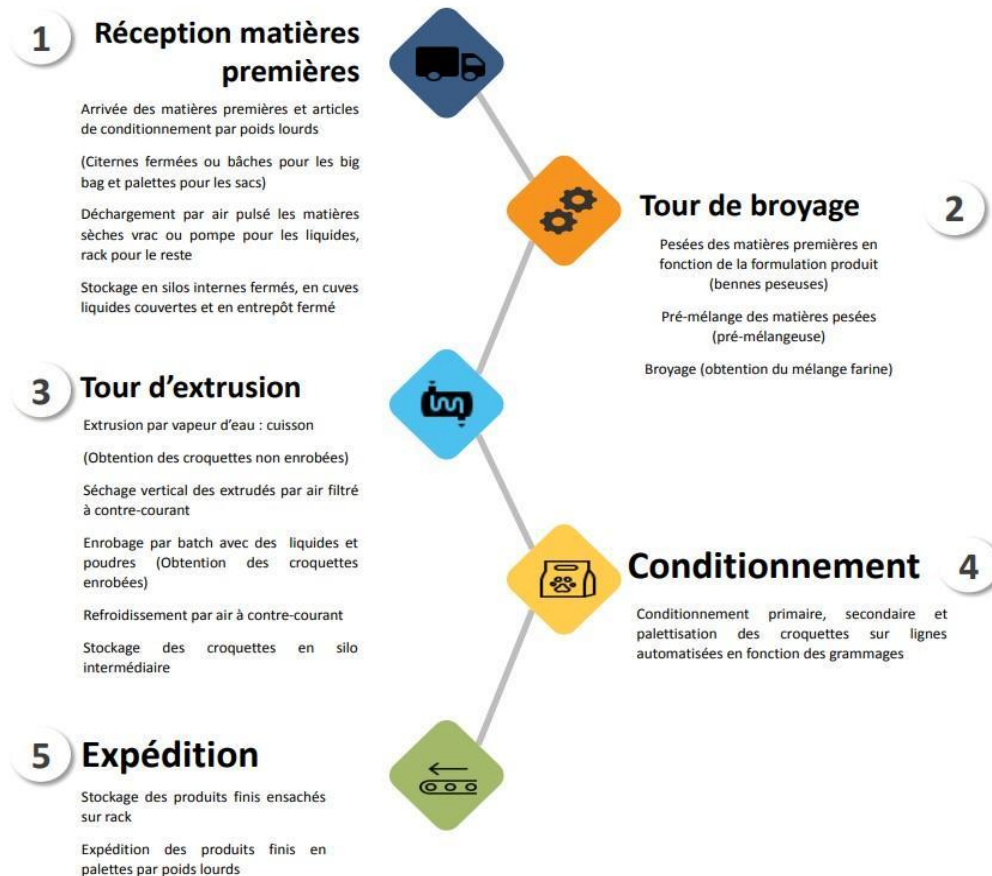 1
Réception matières
premières
Arrivée des matières premières et articles
de conditionnement par poids lourds
(Citernes fermées ou bâches pour les big
bag et palettes pour les sacs)
Déchargement par air pulsé les matières
sèches vrac ou pompe pour les liquides,
rack pour le reste
Stockage en silos internes fermés, en cuves
liquides couvertes et en entrepôt fermé
Tour de broyage
2
Pesées des matières premières en
fonction de la formulation produit
(bennes peseuses)
Pré-mélange des matières pesées
(pré-mélangeuse)
Broyage (obtention du mélange farine)
3
Tour d’extrusion
Extrusion par vapeur d’eau : cuisson
(Obtention des croquettes non enrobées)
Séchage vertical des extrudés par air filtré
à contre-courant
Enrobage par batch avec des liquides et
poudres (Obtention des croquettes
enrobées)
Refroidissement par air à contre-courant
Stockage des croquettes en silo
intermédiaire
Conditionnement
4
Conditionnement primaire, secondaire et
palettisation des croquettes sur lignes
automatisées en fonction des grammages
5
Expédition
Stockage des produits finis ensachés
sur rack
Expédition des produits finis en
palettes par poids lourds